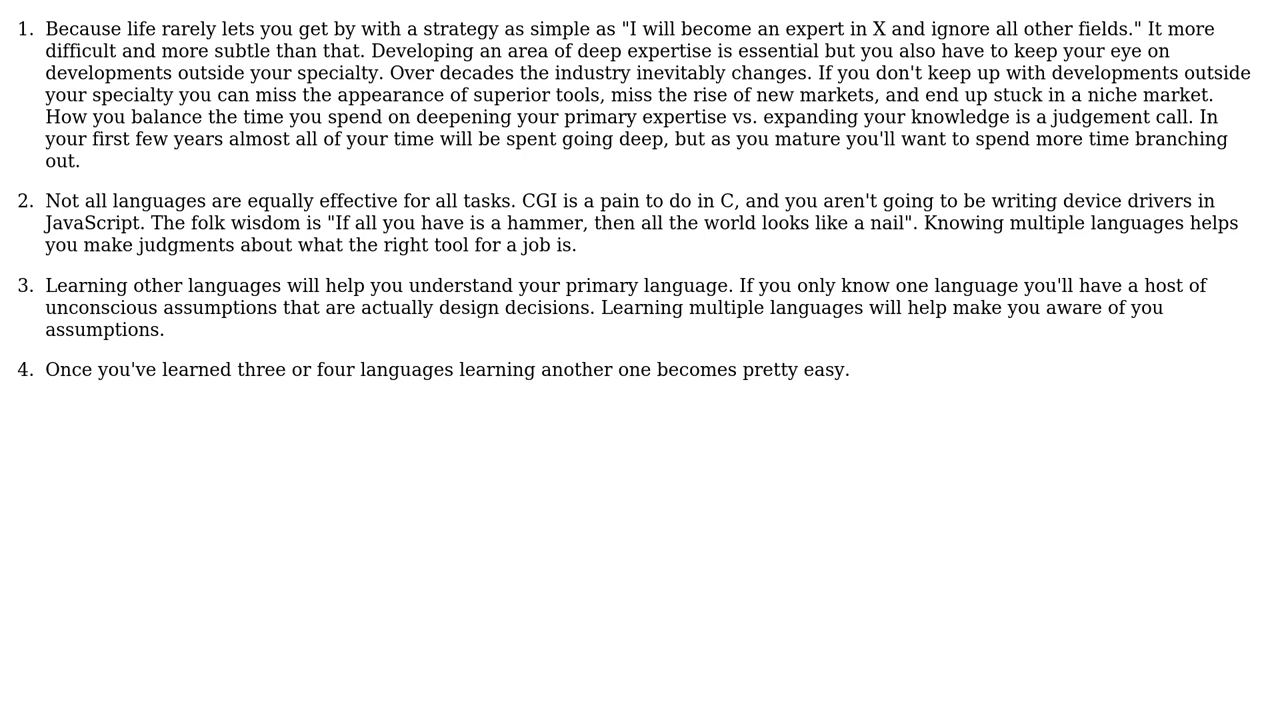 1. Because life rarely lets you get by with a strategy as simple as "I will become an expert in X and ignore all other fields." It more
difficult and more subtle than that. Developing an area of deep expertise is essential but you also have to keep your eye on
developments outside your specialty. Over decades the industry inevitably changes. If you don't keep up with developments outside
your specialty you can miss the appearance of superior tools, miss the rise of new markets, and end up stuck in a niche market.
How you balance the time you spend on deepening your primary expertise vs. expanding your knowledge is a judgement call. In
your first few years almost all of your time will be spent going deep, but as you mature you'll want to spend more time branching
out.
2. Not all languages are equally effective for all tasks. CGI is a pain to do in C, and you aren't going to be writing device drivers in
JavaScript. The folk wisdom is "If all you have is a hammer, then all the world looks like a nail". Knowing multiple languages helps
you make judgments about what the right tool for a job is.
3. Learning other languages will help you understand your primary language. If you only know one language you'll have a host of
unconscious assumptions that are actually design decisions. Learning multiple languages will help make you aware of you
assumptions.
4. Once you've learned three or four languages learning another one becomes pretty easy.